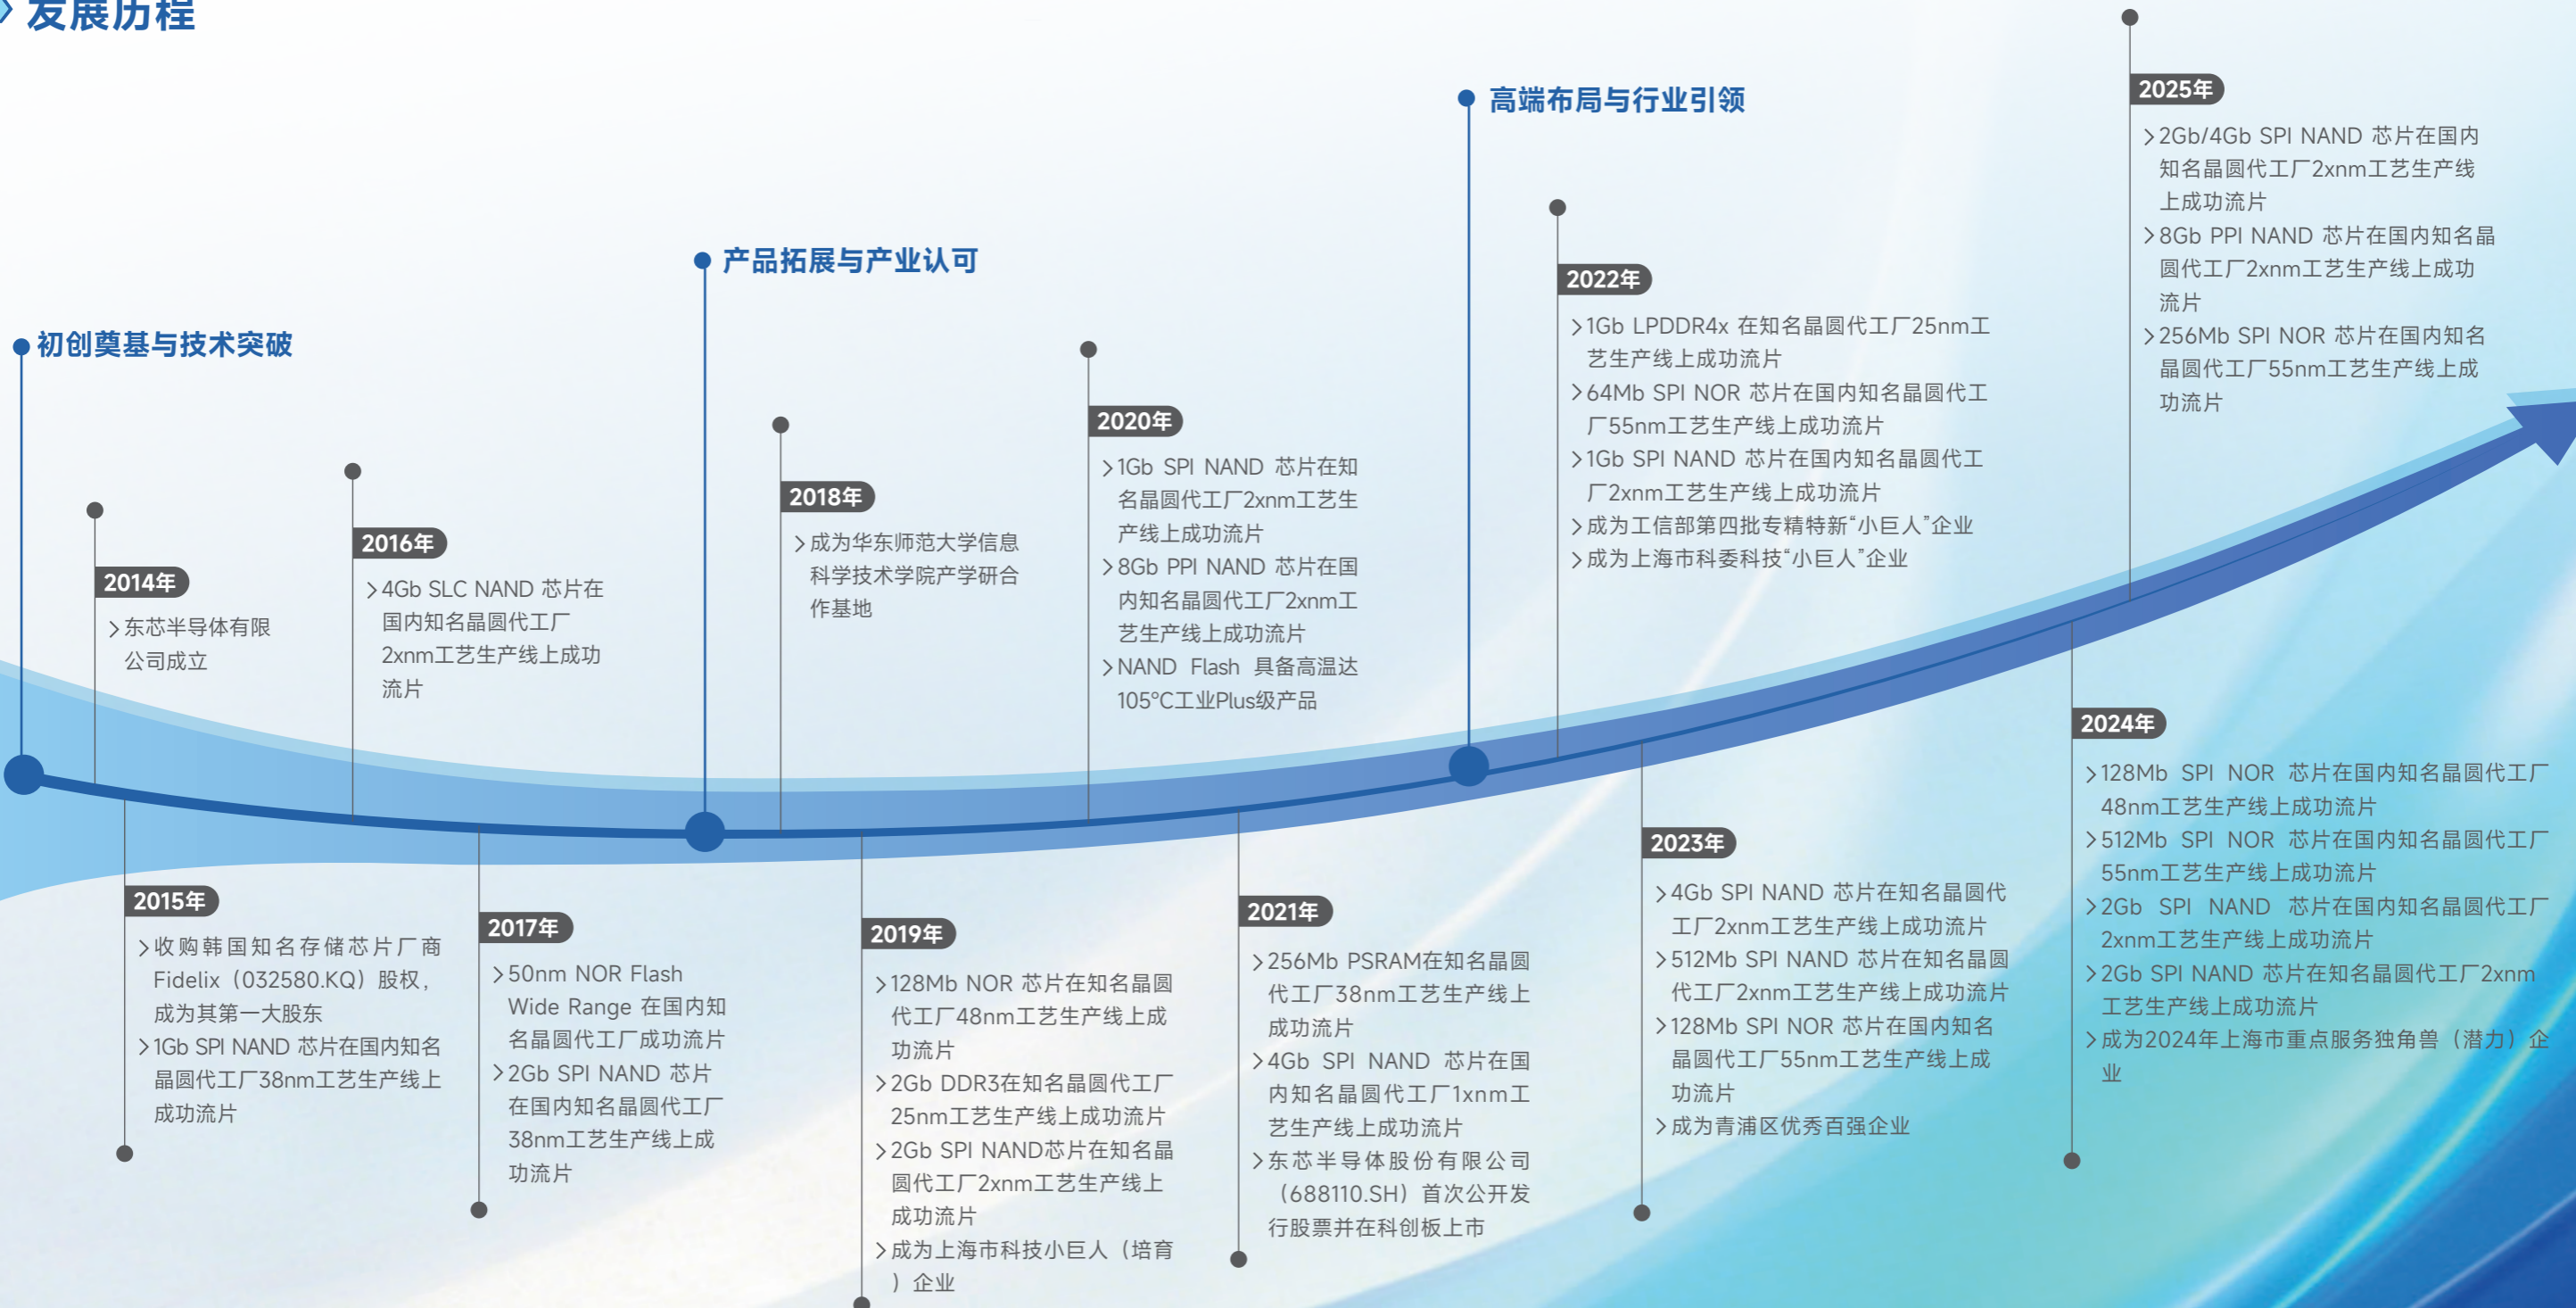 发展历程
初创奠基与技术突破
2014年
东芯半导体有限
公司成立
2015年
收购韩国知名存储芯片厂商
Fidelix（032580.KQ）股权，
成为其第一大股东
1Gb SPI NAND 芯片在国内知名
晶圆代工厂38nm工艺生产线上
成功流片
2016年
4Gb SLC NAND 芯片在
国内知名晶圆代工厂
2xnm工艺生产线上成功
流片
2017年
50nm NOR Flash
Wide Range 在国内知
名晶圆代工厂成功流片
2Gb SPI NAND 芯片
在国内知名晶圆代工厂
38nm工艺生产线上成
功流片
产品拓展与产业认可
2018年
成为华东师范大学信息
科学技术学院产学研合
作基地
2019年
128Mb NOR 芯片在知名晶圆
代工厂48nm工艺生产线上成
功流片
2Gb DDR3在知名晶圆代工厂
25nm工艺生产线上成功流片
2Gb SPI NAND芯片在知名晶
圆代工厂2xnm工艺生产线上
成功流片
成为上海市科技小巨人（培育
）企业
2020年
1Gb SPI NAND 芯片在知
名晶圆代工厂2xnm工艺生
产线上成功流片
8Gb PPI NAND 芯片在国
内知名晶圆代工厂2xnm工
艺生产线上成功流片
NAND Flash 具备高温达
105°C工业Plus级产品
2021年
256Mb PSRAM在知名晶圆
代工厂38nm工艺生产线上
成功流片
4Gb SPI NAND 芯片在国
内知名晶圆代工厂1xnm工
艺生产线上成功流片
东芯半导体股份有限公司
（688110.SH）首次公开发
行股票并在科创板上市
高端布局与行业引领
2022年
1Gb LPDDR4x 在知名晶圆代工厂25nm工
艺生产线上成功流片
64Mb SPI NOR 芯片在国内知名晶圆代工
厂55nm工艺生产线上成功流片
1Gb SPI NAND 芯片在国内知名晶圆代工
厂2xnm工艺生产线上成功流片
成为工信部第四批专精特新“小巨人”企业
成为上海市科委科技“小巨人”企业
2023年
4Gb SPI NAND 芯片在知名晶圆代
工厂2xnm工艺生产线上成功流片
512Mb SPI NAND 芯片在知名晶圆
代工厂2xnm工艺生产线上成功流片
128Mb SPI NOR 芯片在国内知名
晶圆代工厂55nm工艺生产线上成
功流片
成为青浦区优秀百强企业
2024年
128Mb SPI NOR 芯片在国内知名晶圆代工厂
48nm工艺生产线上成功流片
512Mb SPI NOR 芯片在国内知名晶圆代工厂
55nm工艺生产线上成功流片
2Gb SPI NAND 芯片在国内知名晶圆代工厂
2xnm工艺生产线上成功流片
2Gb SPI NAND 芯片在知名晶圆代工厂2xnm
工艺生产线上成功流片
成为2024年上海市重点服务独角兽（潜力）企
业
2025年
2Gb/4Gb SPI NAND 芯片在国内
知名晶圆代工厂2xnm工艺生产线
上成功流片
8Gb PPI NAND 芯片在国内知名晶
圆代工厂2xnm工艺生产线上成功
流片
256Mb SPI NOR 芯片在国内知名
晶圆代工厂55nm工艺生产线上成
功流片